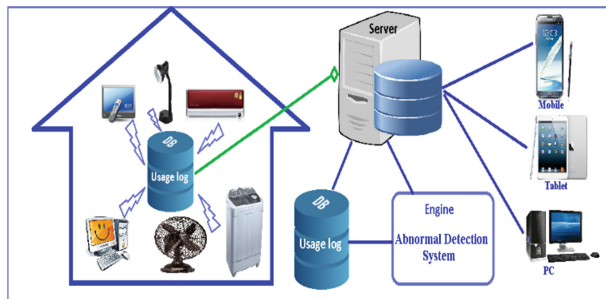 Server
DB
Usage log
Mobile
Tablet
DB
Usage log
Engine
Abnormal Detection
System
PC